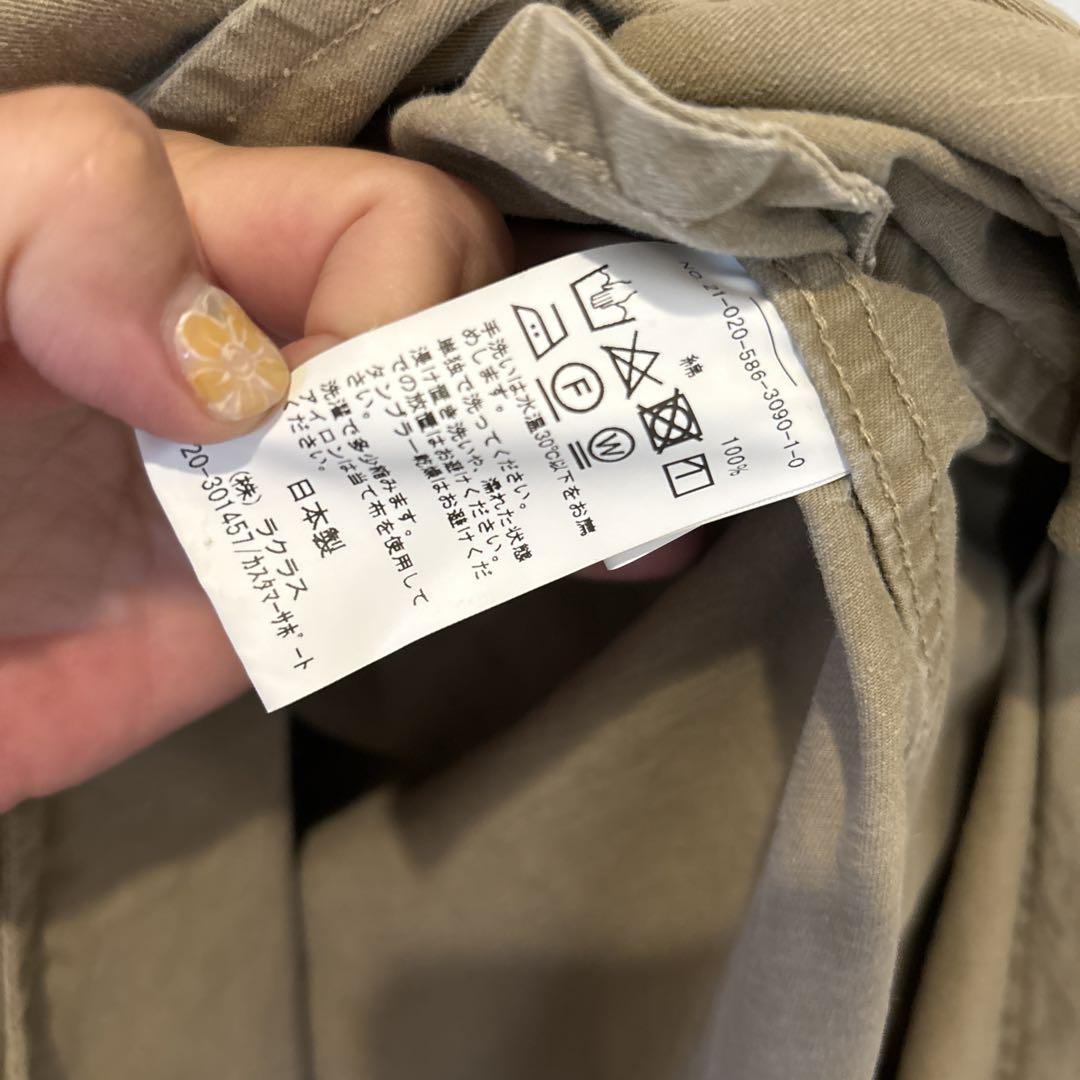 NO.21-020-586-3090-1-0
綿 100%
F
W
手洗いは水温30℃以下をお薦
めします。
単独で洗ってください。
浸け置き洗いや、濡れた状態
での放置はお避けください。
タンブラー乾燥はお避けくだ
さい。
洗濯で多少縮みます。
アイロンは当て布を使用して
ください。
日本製
(株) ラクラス
20-301457/カスタマーサポート